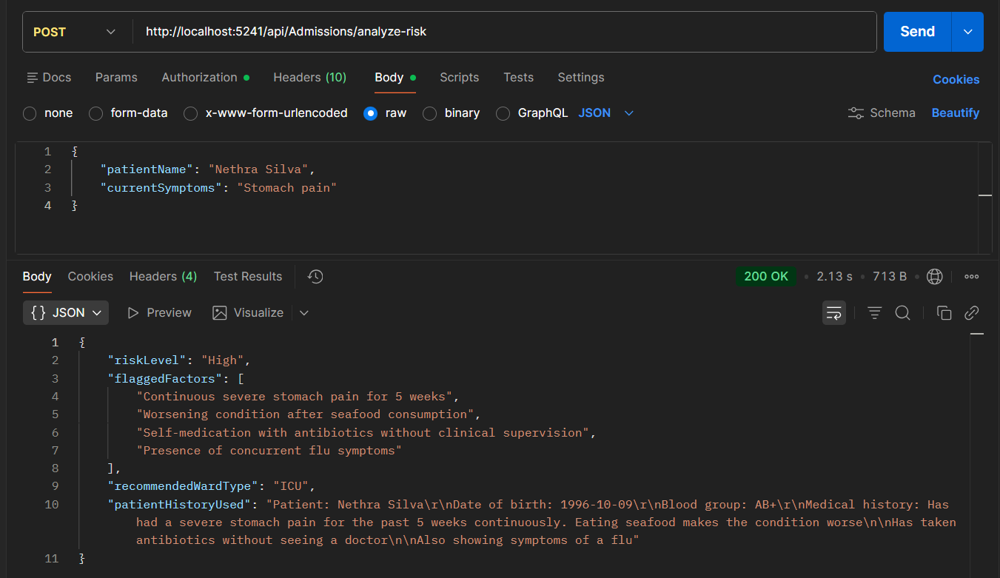 POST http://localhost:5241/api/Admissions/analyze-risk Send
Docs Params Authorization Headers (10) Body Scripts Tests Settings Cookies
none form-data x-www-form-urlencoded raw binary GraphQL JSON Schema Beautify
1 {
2 "patientName": "Nethra Silva",
3 "currentSymptoms": "Stomach pain"
4 }
Body Cookies Headers (4) Test Results 200 OK • 2.13 s • 713 B •
{} JSON Preview Visualize
1 {
2 "riskLevel": "High",
3 "flaggedFactors": [
4 "Continuous severe stomach pain for 5 weeks",
5 "Worsening condition after seafood consumption",
6 "Self-medication with antibiotics without clinical supervision",
7 "Presence of concurrent flu symptoms"
8 ],
9 "recommendedWardType": "ICU",
10 "patientHistoryUsed": "Patient: Nethra Silva\r\nDate of birth: 1996-10-09\r\nBlood group: AB+\r\nMedical history: Has
had a severe stomach pain for the past 5 weeks continuously. Eating seafood makes the condition worse\n\nHas taken
antibiotics without seeing a doctor\n\nAlso showing symptoms of a flu"
11 }